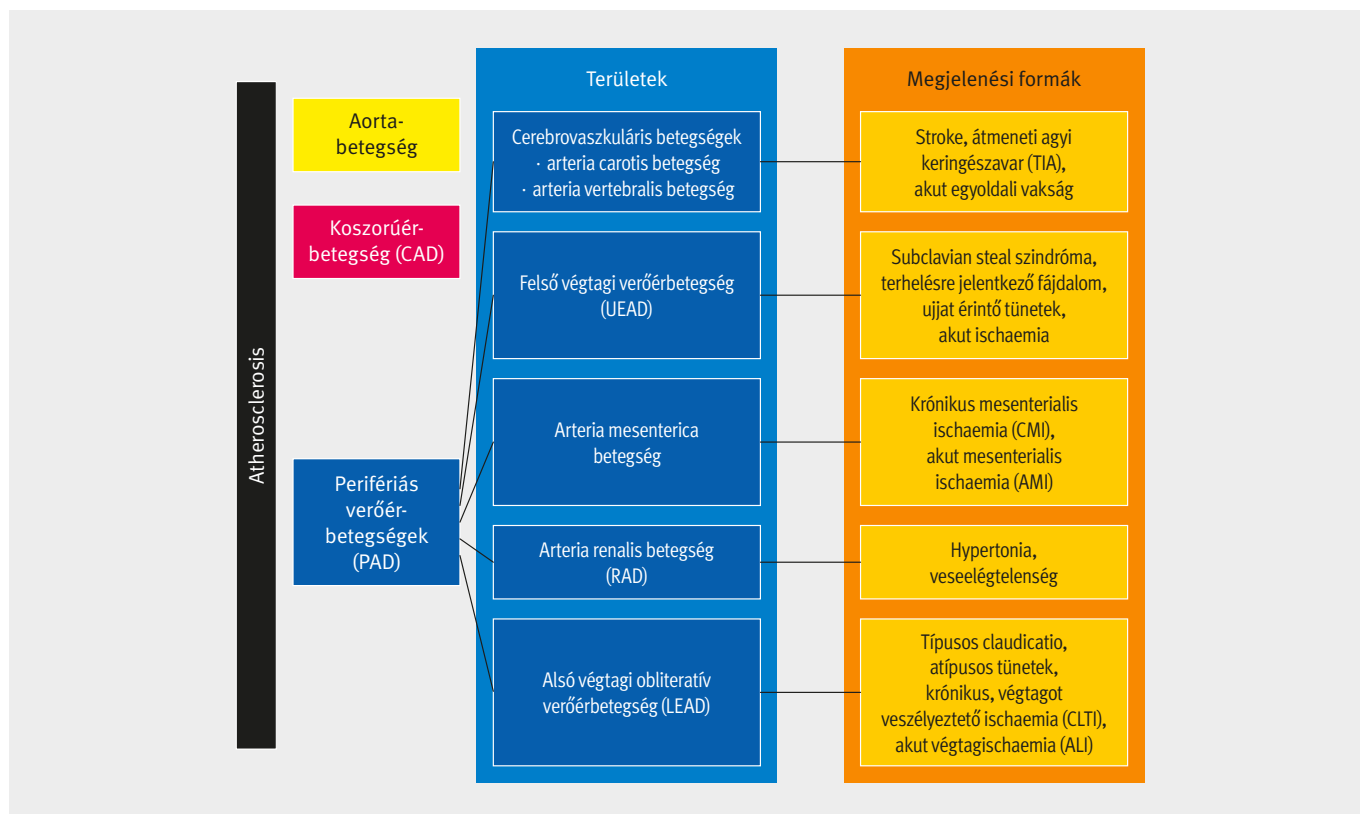 Atherosclerosis
Aorta-
betegség
Koszorúér-
betegség (CAD)
Perifériás
verőér-
betegségek
(PAD)
Területek
Cerebrovaszkuláris betegségek
· arteria carotis betegség
· arteria vertebralis betegség
Felső végtagi verőérbetegség
(UEAD)
Arteria mesenterica
betegség
Arteria renalis betegség
(RAD)
Alsó végtagi obliteratív
verőérbetegség (LEAD)
Megjelenési formák
Stroke, átmeneti agyi
keringészavar (TIA),
akut egyoldali vakság
Subclavian steal szindróma,
terhelésre jelentkező fájdalom,
ujjat érintő tünetek,
akut ischaemia
Krónikus mesenterialis
ischaemia (CMI),
akut mesenterialis
ischaemia (AMI)
Hypertonia,
veseelégtelenség
Típusos claudicatio,
atípusos tünetek,
krónikus, végtagot
veszélyeztető ischaemia (CLTI),
akut végtagischaemia (ALI)